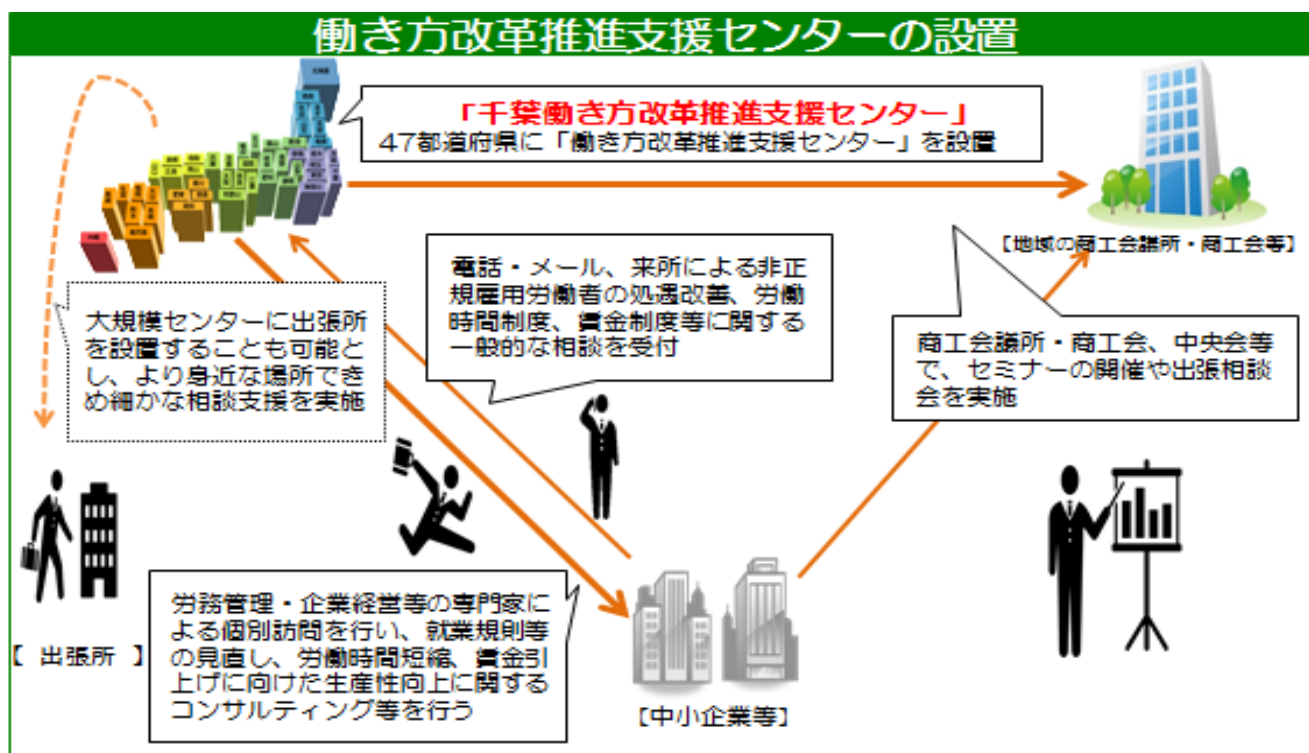 働き方改革推進支援センターの設置
「千葉働き方改革推進支援センター」
47都道府県に「働き方改革推進支援センター」を設置
【地域の商工会議所・商工会等】
電話・メール、来所による非正
規雇用労働者の処遇改善、労働
時間制度、賃金制度等に関する
一般的な相談を受付
大規模センターに出張所
を設置することも可能と
し、より身近な場所でき
め細かな相談支援を実施
商工会議所・商工会、中央会等
で、セミナーの開催や出張相談
会を実施
労務管理・企業経営等の専門家に
よる個別訪問を行い、就業規則等
の見直し、労働時間短縮、賃金引
上げに向けた生産性向上に関する
コンサルティング等を行う
【 出張所 】
【中小企業等】